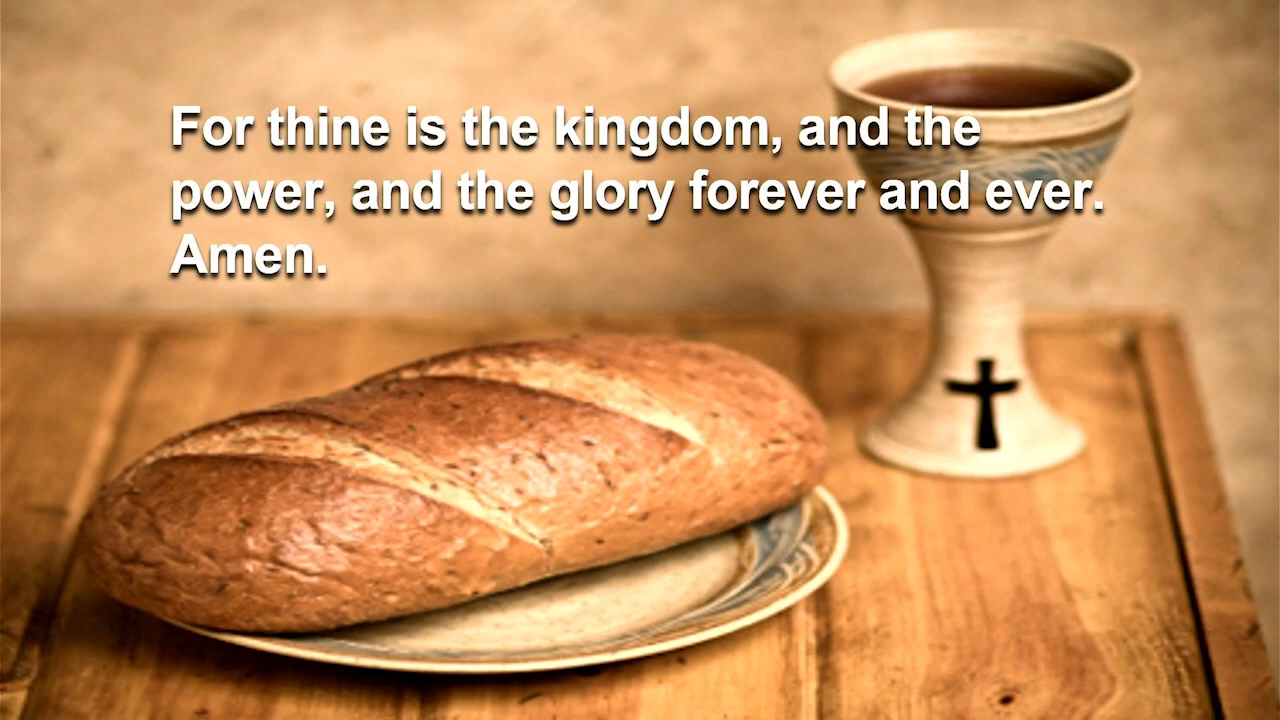 For thine is the kingdom, and the
power, and the glory forever and ever.
Amen.